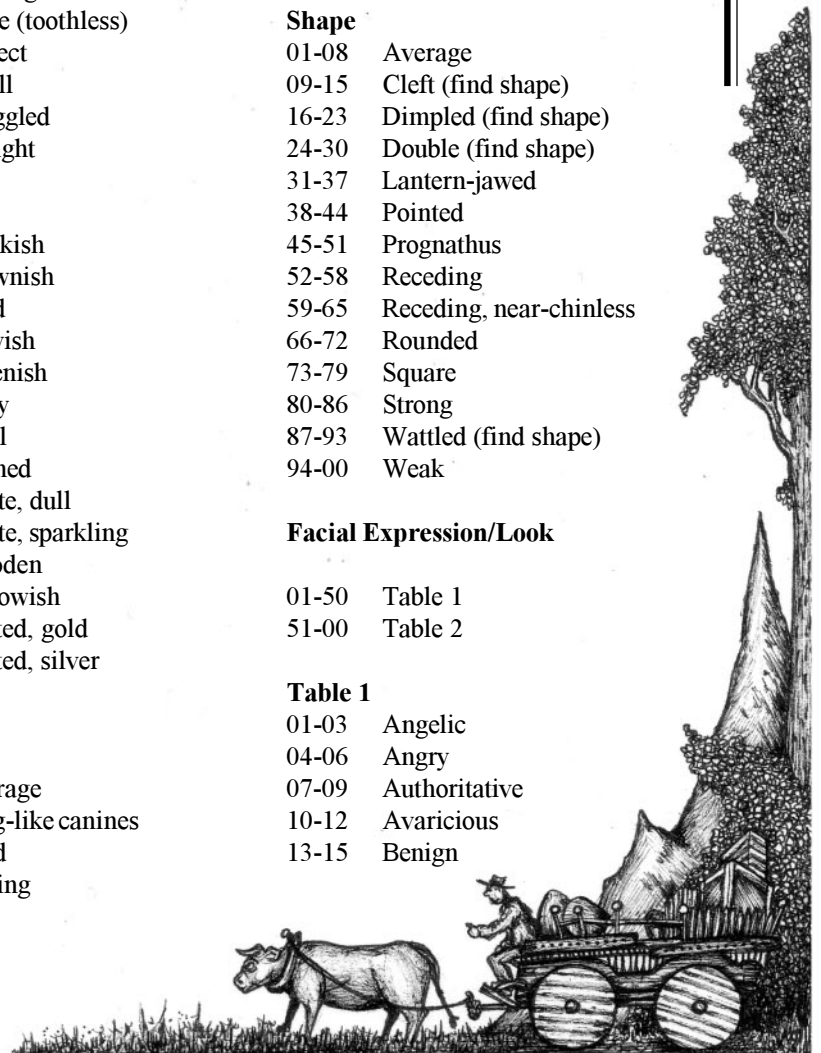 e (toothless)
ect
ll
ggled
ight
kish
wnish
d
yish
enish
y
l
ned
te, dull
te, sparkling
oden
owish
ted, gold
ted, silver
rage
g-like canines
d
ing
Shape
01-08 Average
09-15 Cleft (find shape)
16-23 Dimpled (find shape)
24-30 Double (find shape)
31-37 Lantern-jawed
38-44 Pointed
45-51 Prognathus
52-58 Receding
59-65 Receding, near-chinless
66-72 Rounded
73-79 Square
80-86 Strong
87-93 Wattled (find shape)
94-00 Weak
Facial Expression/Look
01-50 Table 1
51-00 Table 2
Table 1
01-03 Angelic
04-06 Angry
07-09 Authoritative
10-12 Avaricious
13-15 Benign